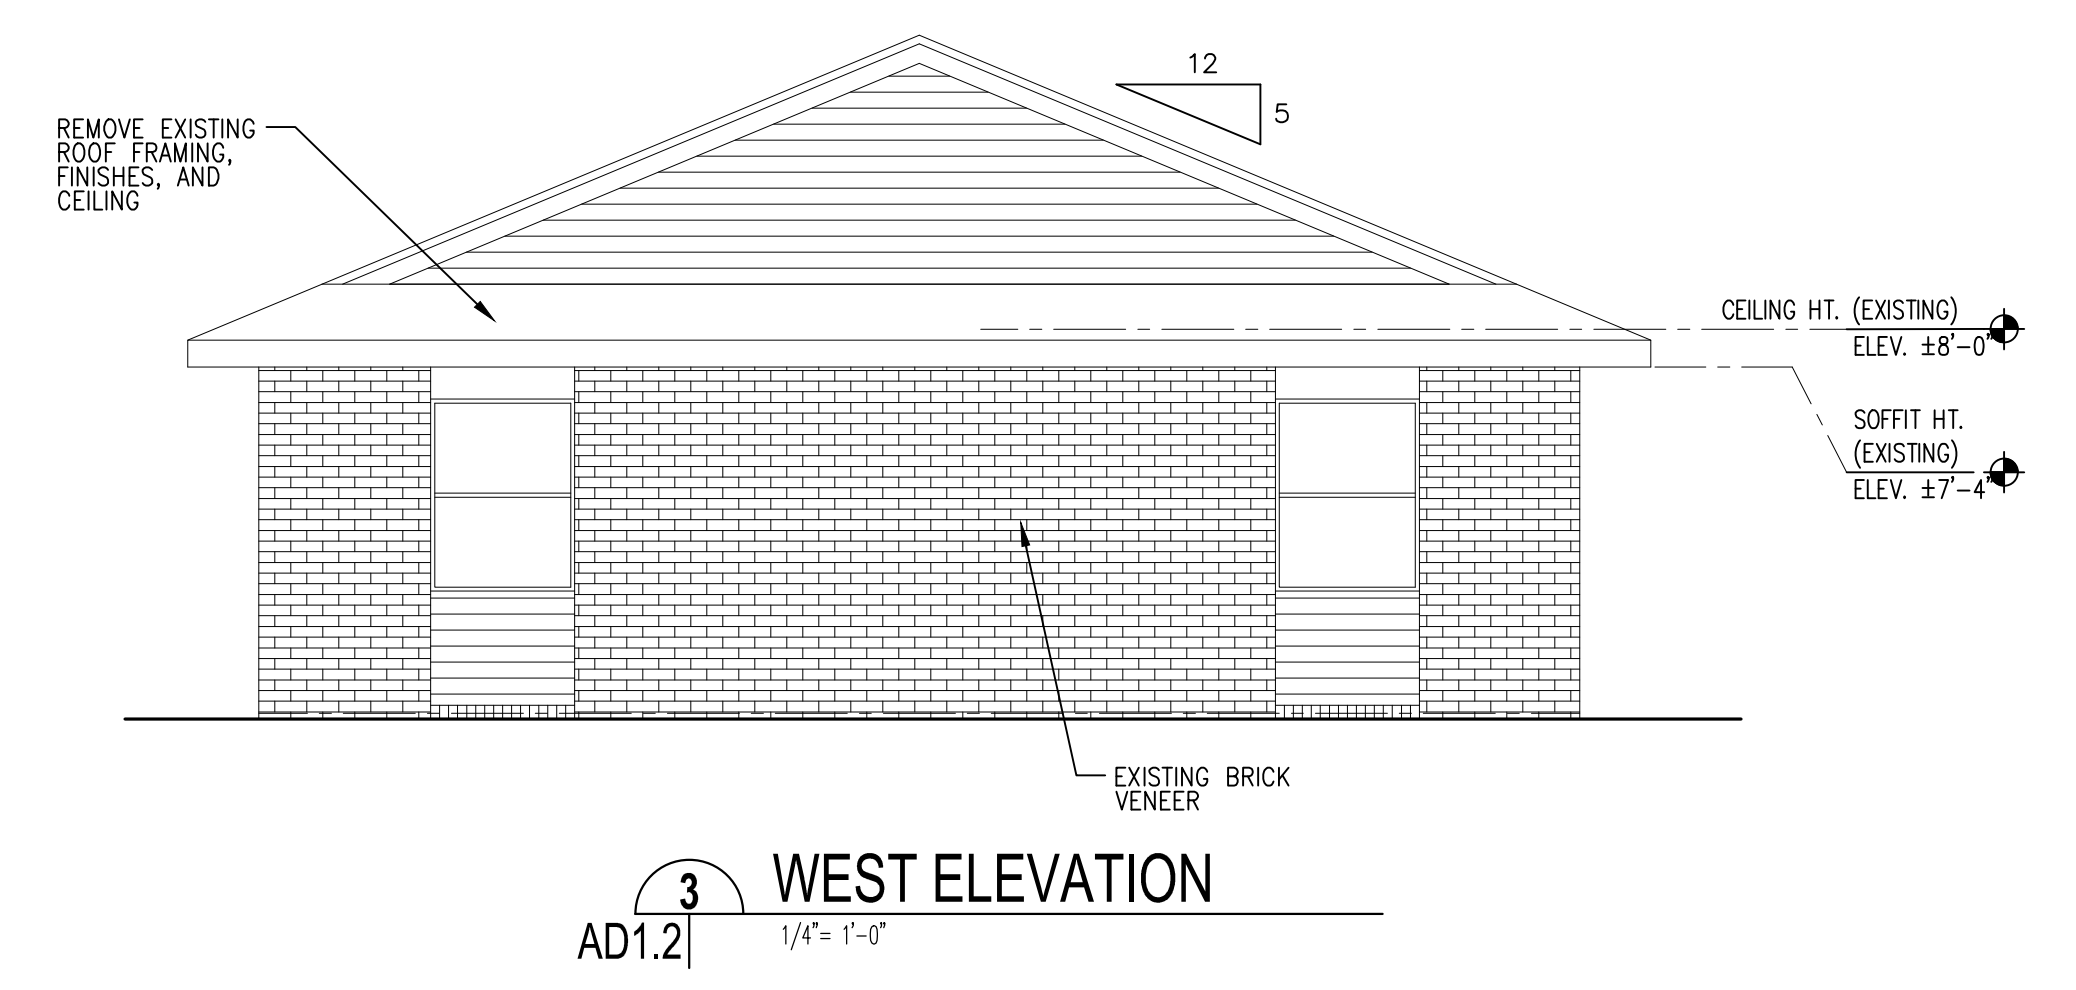 12
5
REMOVE EXISTING
ROOF FRAMING,
FINISHES, AND
CEILING
CEILING HT. (EXISTING)
ELEV. ±8'-0"
SOFFIT HT.
(EXISTING)
ELEV. ±7'-4"
EXISTING BRICK
VENEER
3
WEST ELEVATION
AD1.2
1/4"= 1'-0"